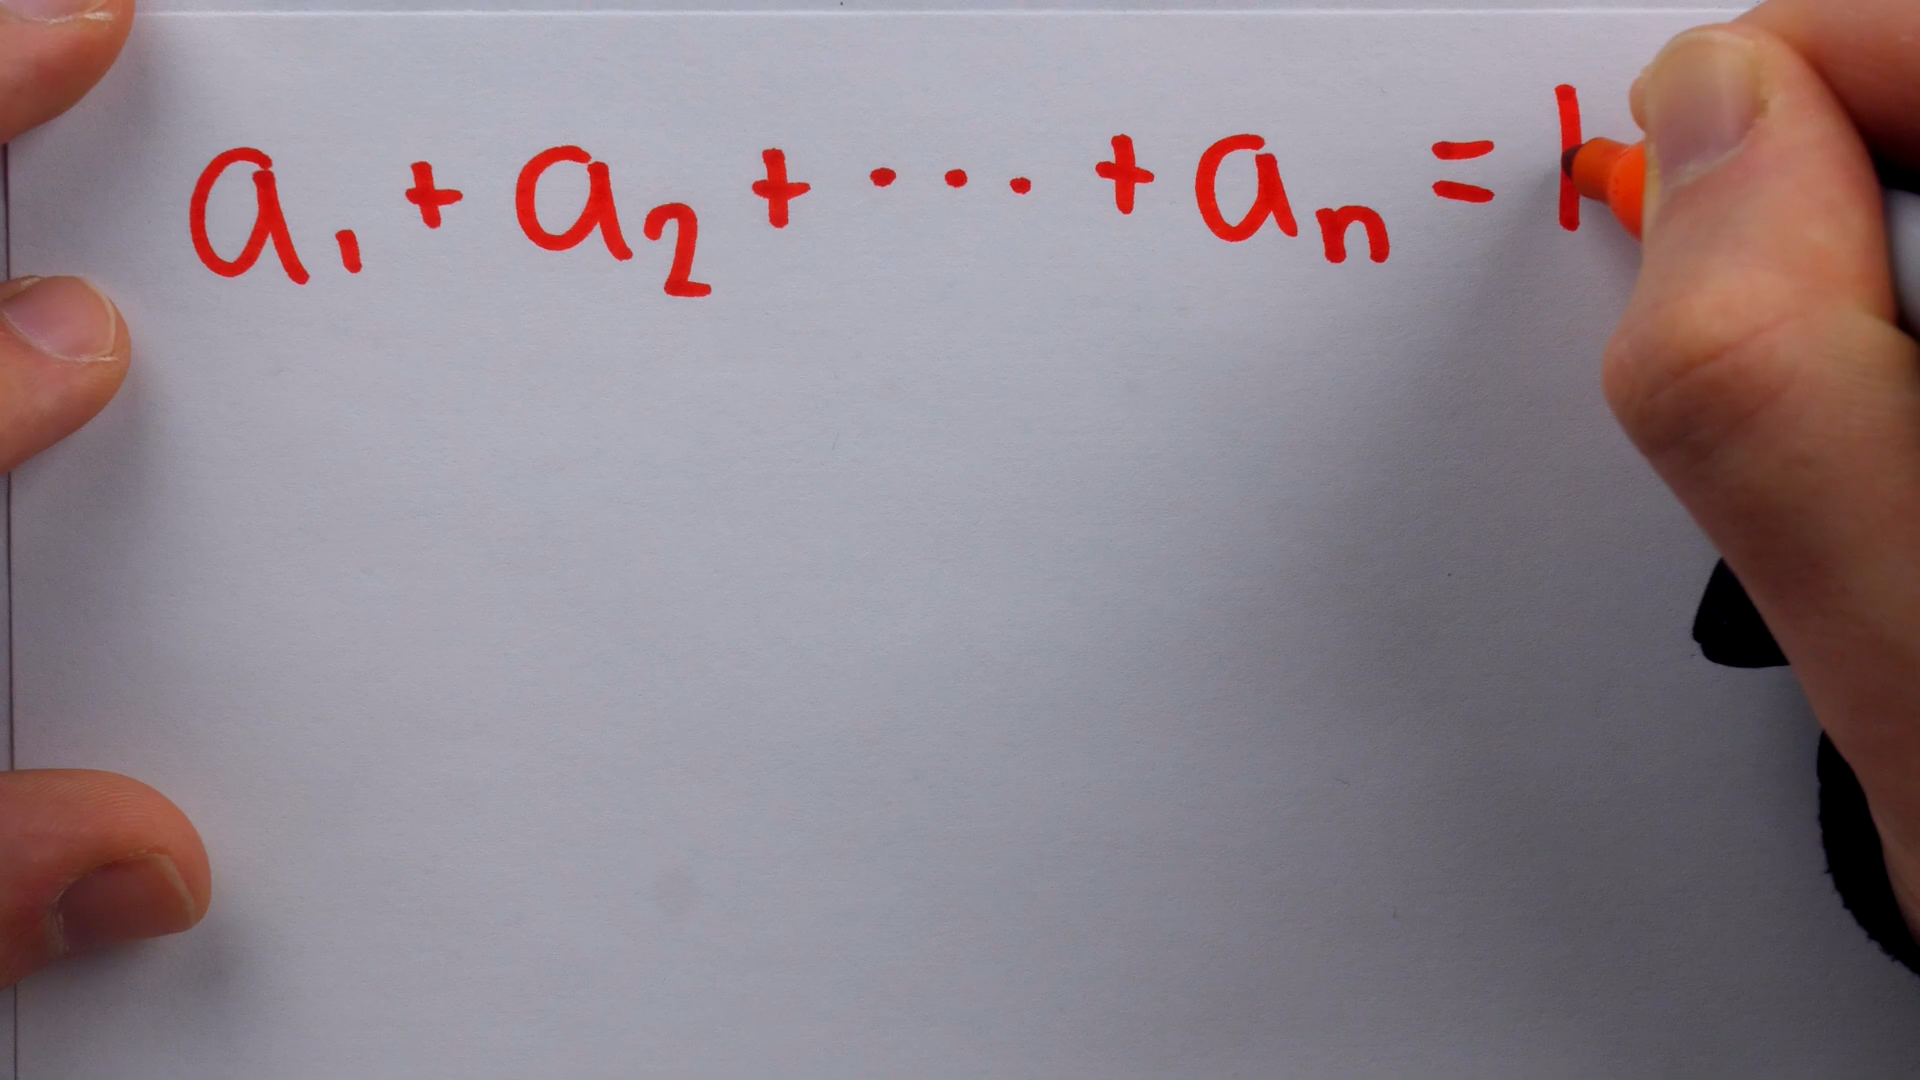 a₁ + a₂ + ··· + aₙ =